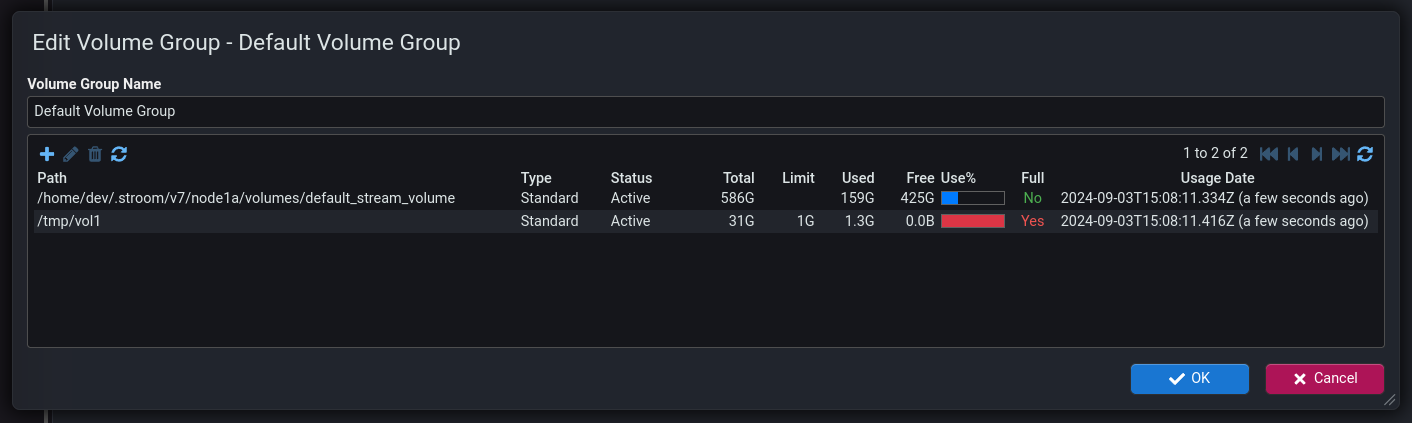 Edit Volume Group - Default Volume Group
Volume Group Name
Default Volume Group
1 to 2 of 2
Path Type Status Total Limit Used Free Use% Full Usage Date
/home/dev/.stroom/v7/node1a/volumes/default_stream_volume Standard Active 586G 159G 425G No 2024-09-03T15:08:11.334Z (a few seconds ago)
/tmp/vol1 Standard Active 31G 1G 1.3G 0.0B Yes 2024-09-03T15:08:11.416Z (a few seconds ago)
OK Cancel